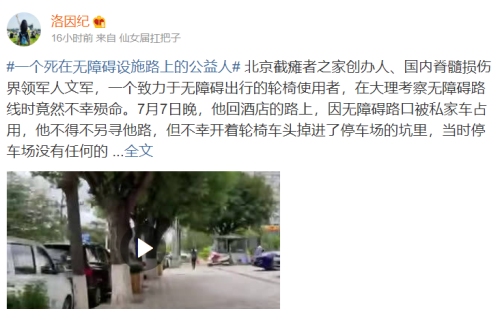 洛因纪
16小时前 来自 仙女届扛把子
#一个死在无障碍设施路上的公益人# 北京截瘫者之家创办人、国内脊髓损伤
界领军人文军，一个致力于无障碍出行的轮椅使用者，在大理考察无障碍路
线时竟然不幸殒命。7月7日晚，他回酒店的路上，因无障碍路口被私家车占
用，他不得不另寻他路，但不幸开着轮椅车头掉进了停车场的坑里，当时停
车场没有任何的 ...全文